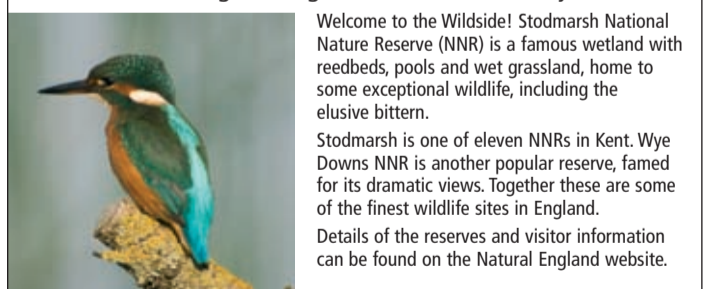 Welcome to the Wildside! Stodmarsh National
Nature Reserve (NNR) is a famous wetland with
reedbeds, pools and wet grassland, home to
some exceptional wildlife, including the
elusive bittern.
Stodmarsh is one of eleven NNRs in Kent. Wye
Downs NNR is another popular reserve, famed
for its dramatic views. Together these are some
of the finest wildlife sites in England.
Details of the reserves and visitor information
can be found on the Natural England website.